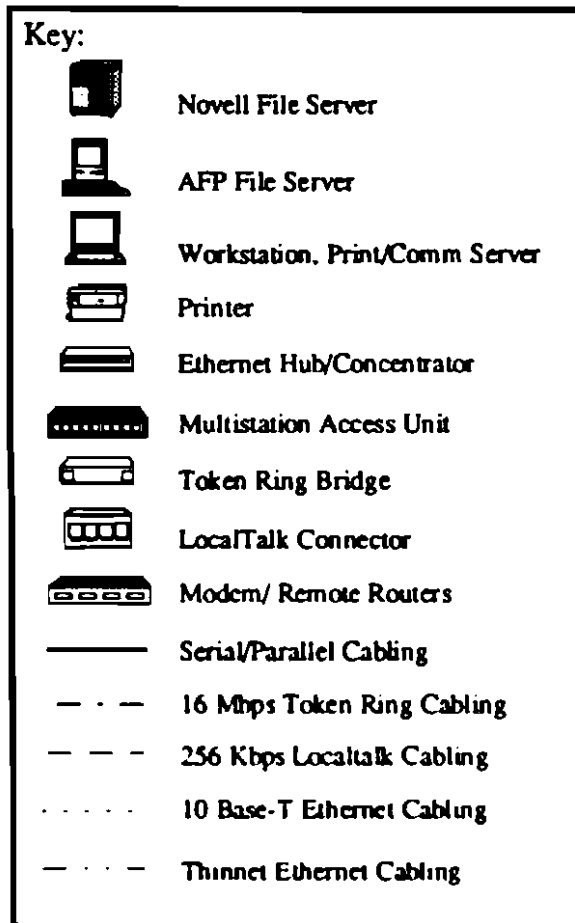 Key:
Novell File Server
AFP File Server
Workstation, Print/Comm Server
Printer
Ethernet Hub/Concentrator
Multistation Access Unit
Token Ring Bridge
LocalTalk Connector
Modem/ Remote Routers
Serial/Parallel Cabling
16 Mbps Token Ring Cabling
256 Kbps Localtalk Cabling
10 Base-T Ethernet Cabling
Thinnet Ethernet Cabling